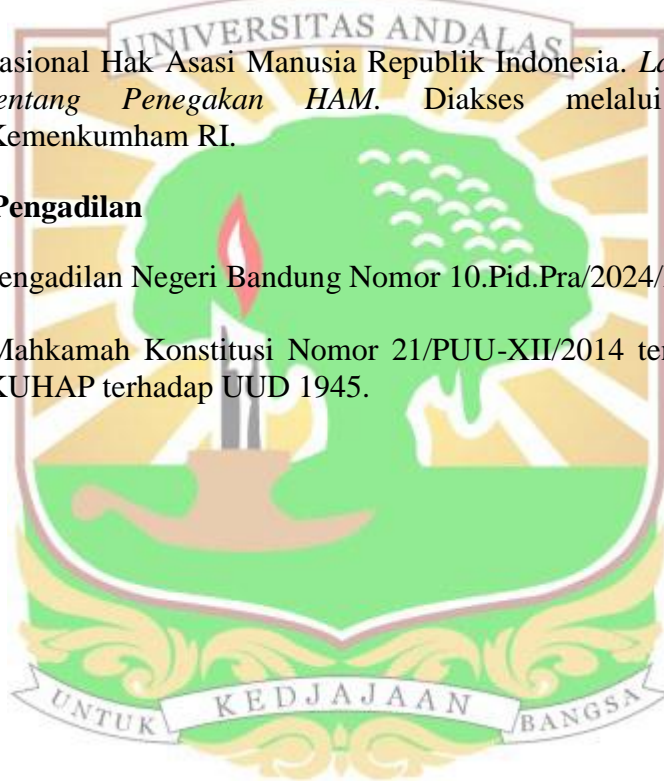 UNIVERSITAS ANDALAS
asional Hak Asasi Manusia Republik Indonesia. La
entang Penegakan HAM. Diakses melalui
Kemenkumham RI.
Pengadilan
engadilan Negeri Bandung Nomor 10.Pid.Pra/2024/
Mahkamah Konstitusi Nomor 21/PUU-XII/2014 ter
KUHAP terhadap UUD 1945.
UNTUK KEDJAJAAN BANGSA